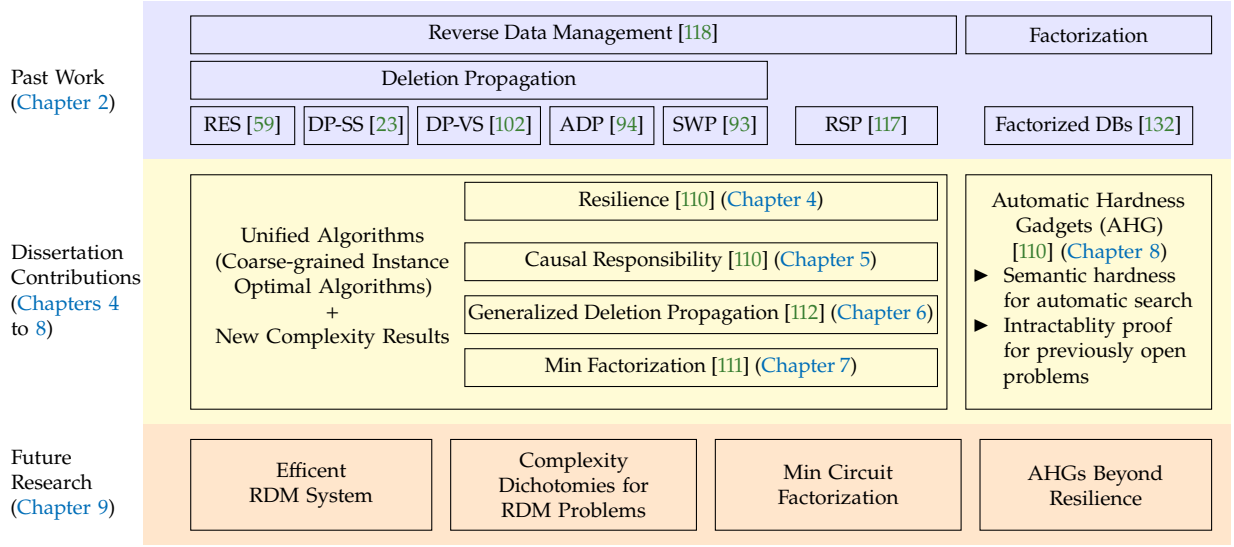 Past Work
(Chapter 2)
Reverse Data Management [118]
Factorization
Deletion Propagation
RES [59]
DP-SS [23]
DP-VS [102]
ADP [94]
SWP [93]
RSP [117]
Factorized DBs [132]
Dissertation
Contributions
(Chapters 4
to 8)
Unified Algorithms
(Coarse-grained Instance
Optimal Algorithms)
+
New Complexity Results
Resilience [110] (Chapter 4)
Causal Responsibility [110] (Chapter 5)
Generalized Deletion Propagation [112] (Chapter 6)
Min Factorization [111] (Chapter 7)
Automatic Hardness
Gadgets (AHG)
[110] (Chapter 8)
► Semantic hardness
for automatic search
► Intractablity proof
for previously open
problems
Future
Research
(Chapter 9)
Efficent
RDM System
Complexity
Dichotomies for
RDM Problems
Min Circuit
Factorization
AHGs Beyond
Resilience